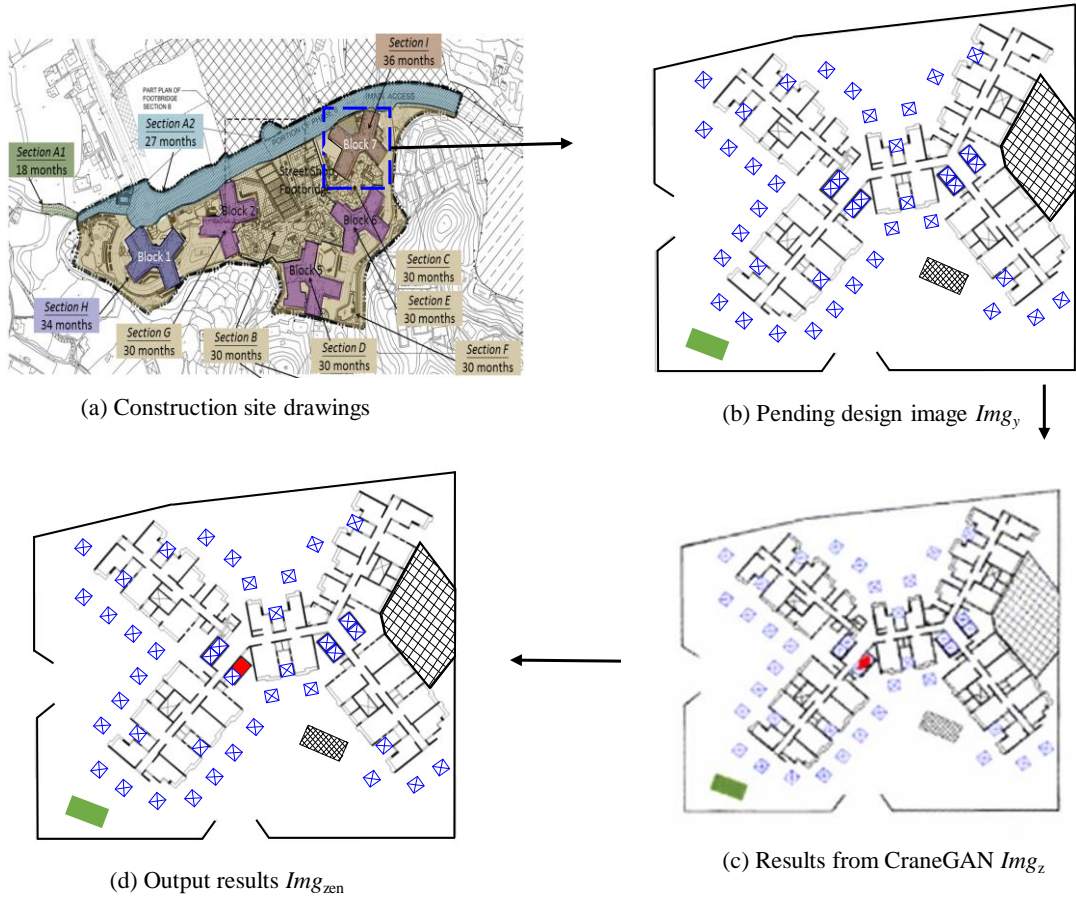 Section I
36 months
PART PLAN OF
FOOTBRIDGE
SECTION B
Section A2
27 months
Section A1
18 months
Block 7
Block 2
Block 6
Block 1
Block 5
Section C
30 months
Section E
30 months
Section H
34 months
Section G
30 months
Section B
30 months
Section D
30 months
Section F
30 months
(a) Construction site drawings
(b) Pending design image Img_y
(c) Results from CraneGAN Img_z
(d) Output results Img_zen